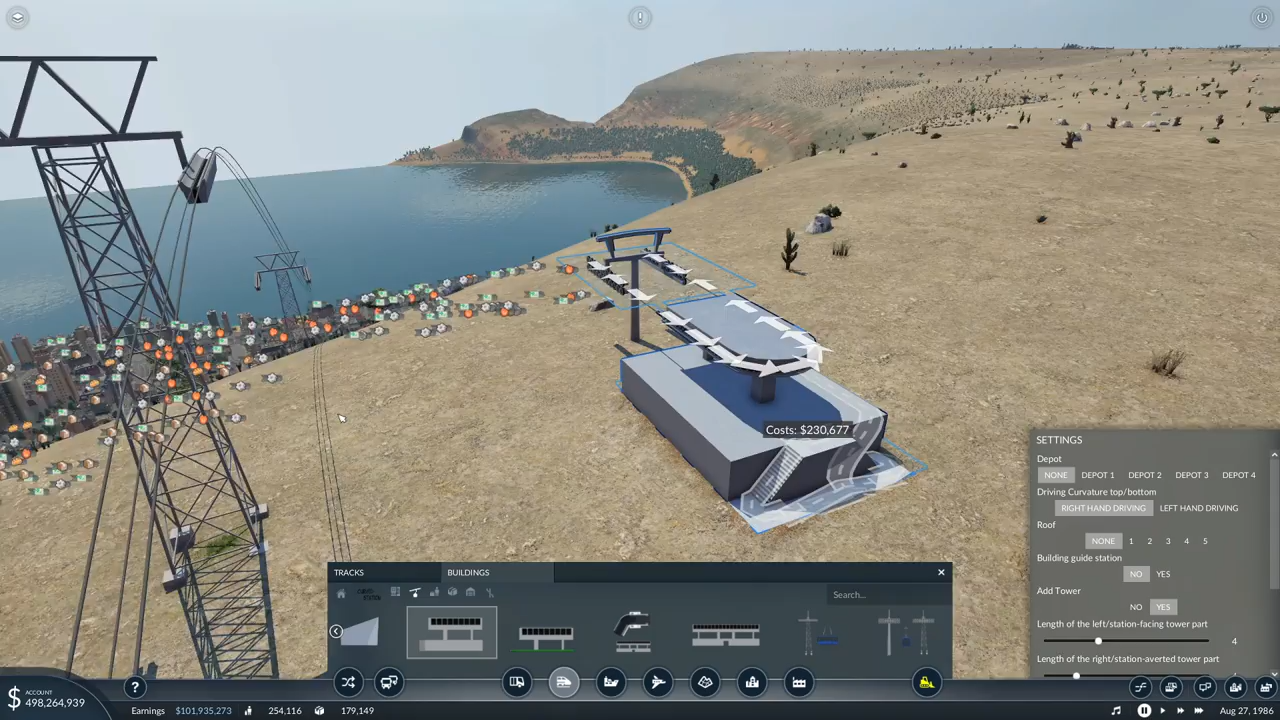 Costs: $230,677
SETTINGS
Depot
NONE DEPOT 1 DEPOT 2 DEPOT 3 DEPOT 4
Driving Curvature top/bottom
RIGHT HAND DRIVING LEFT HAND DRIVING
Roof
NONE 1 2 3 4 5
Building guide station
NO YES
Add Tower
NO YES
Length of the left/station-facing tower part
4
Length of the right/station-averted tower part
TRACKS BUILDINGS
Search...
?
$ ACCOUNT
498,264,939
Earnings $101,935,273 254,116 179,149
Aug 27, 1986